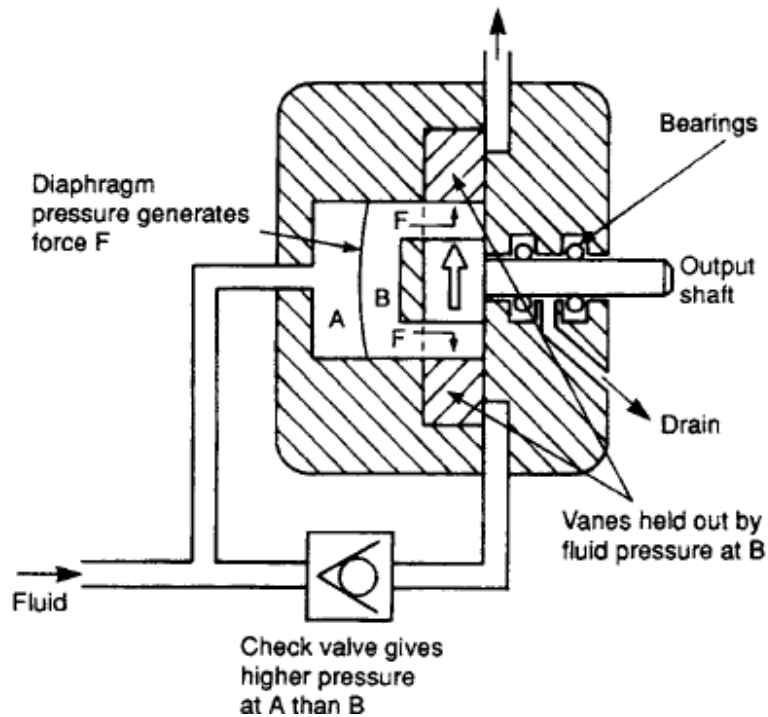 Bearings
Diaphragm
pressure generates
force F
F
B
A
F
Output
shaft
Drain
Vanes held out by
fluid pressure at B
Fluid
Check valve gives
higher pressure
at A than B